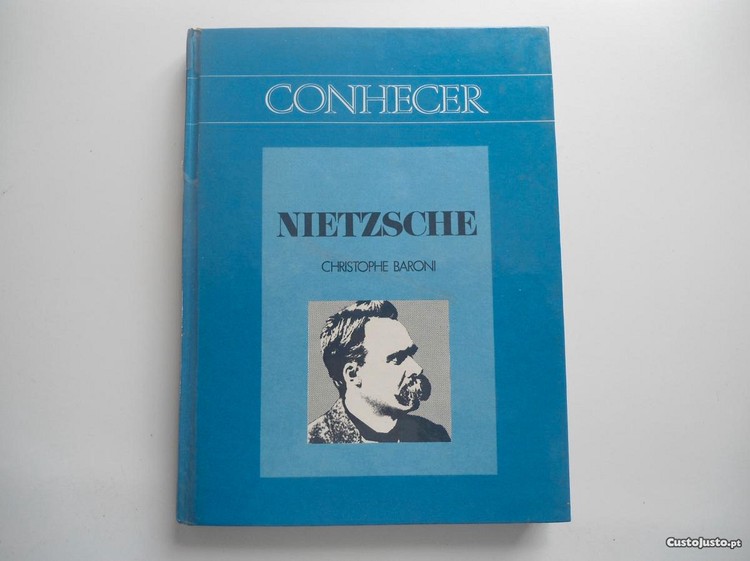 CONHECER
NIETZSCHE
CHRISTOPHE BARONI
CustoJusto.pt